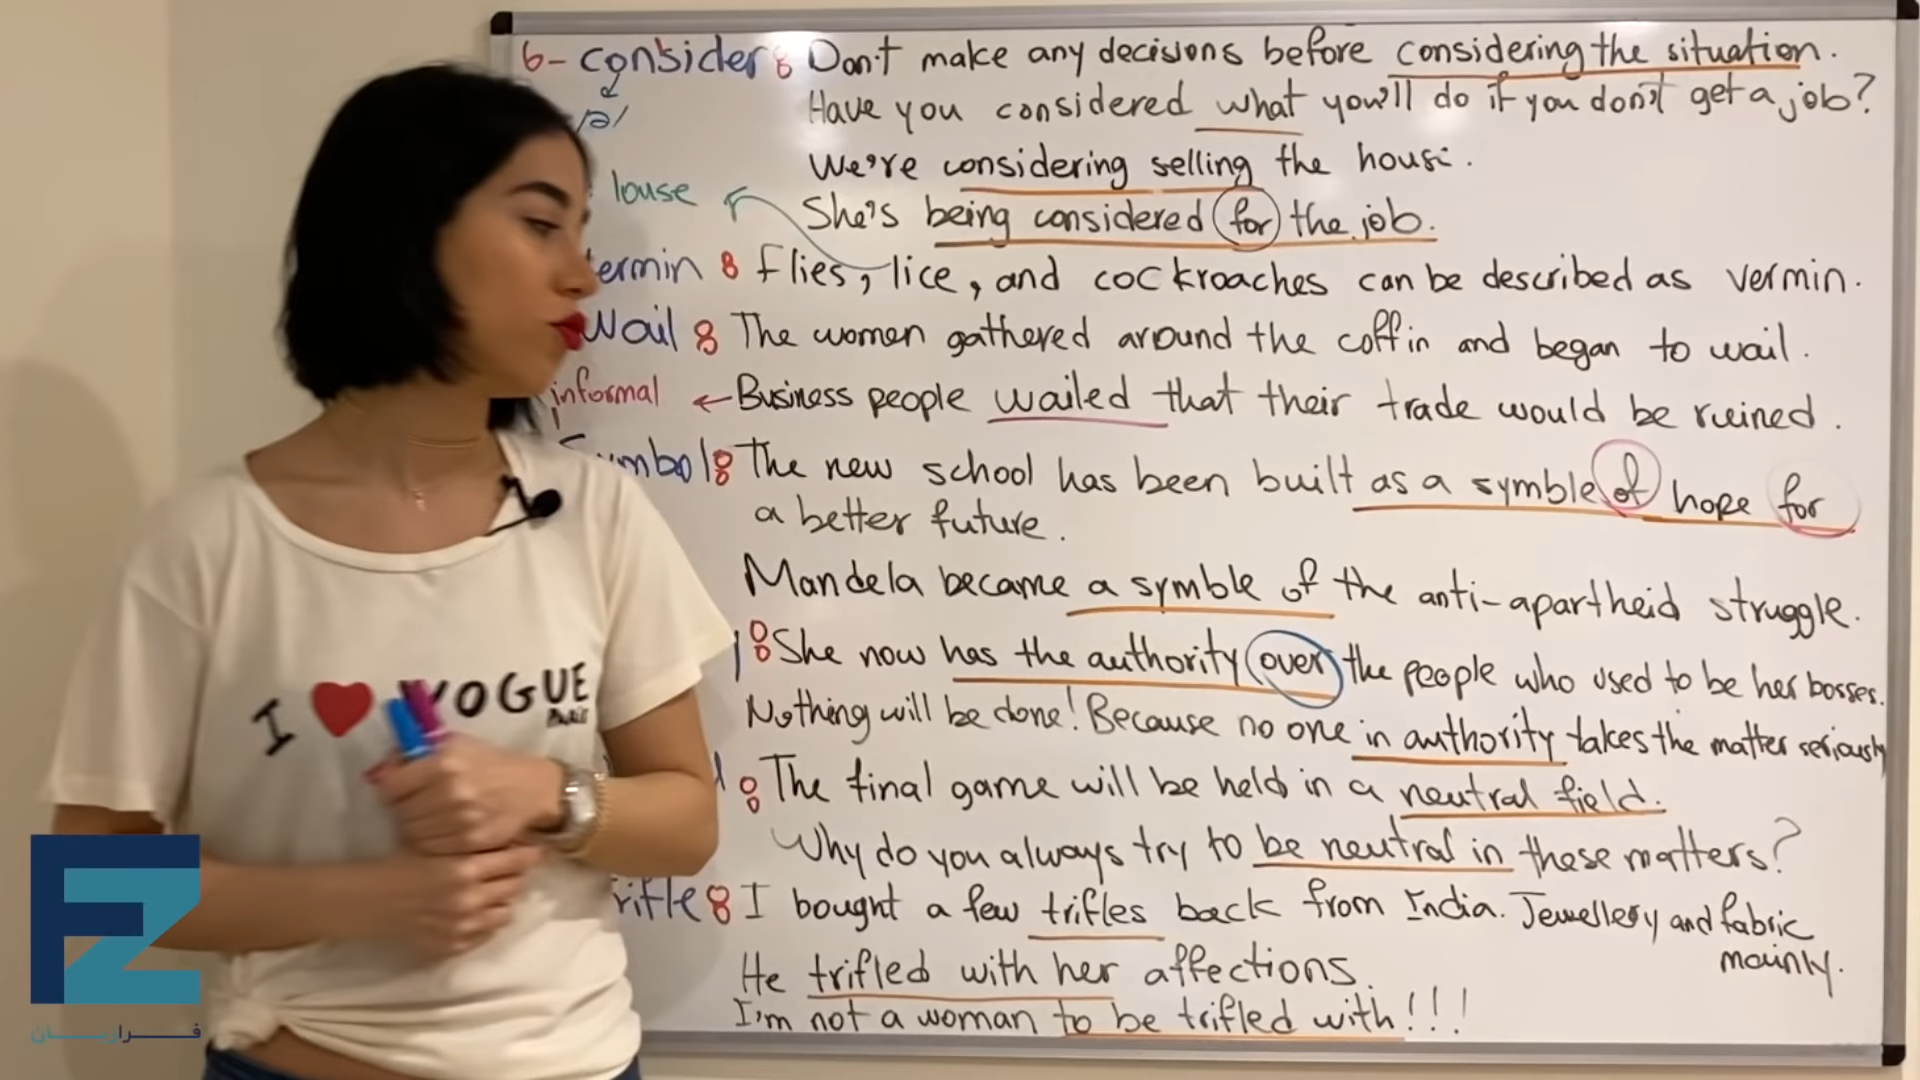 6- consider: Don't make any decisions before considering the situation.
/ə/
Have you considered what you'll do if you don't get a job?
We're considering selling the house.
louse
She's being considered for the job.
ermin: Flies, lice, and cockroaches can be described as vermin.
Wail: The women gathered around the coffin and began to wail.
informal ← Business people wailed that their trade would be ruined.
mbol: The new school has been built as a symble of hope for
a better future.
Mandela became a symble of the anti-apartheid struggle.
: She now has the authority over the people who used to be her bosses.
Nothing will be done! Because no one in authority takes the matter seriously
: The final game will be held in a neutral field.
Why do you always try to be neutral in these matters?
rifle: I bought a few trifles back from India. Jewellery and fabric
mainly.
He trifled with her affections.
I'm not a woman to be trifled with!!!
I ❤ VOGUE
PARIS
FZ
فرازبان